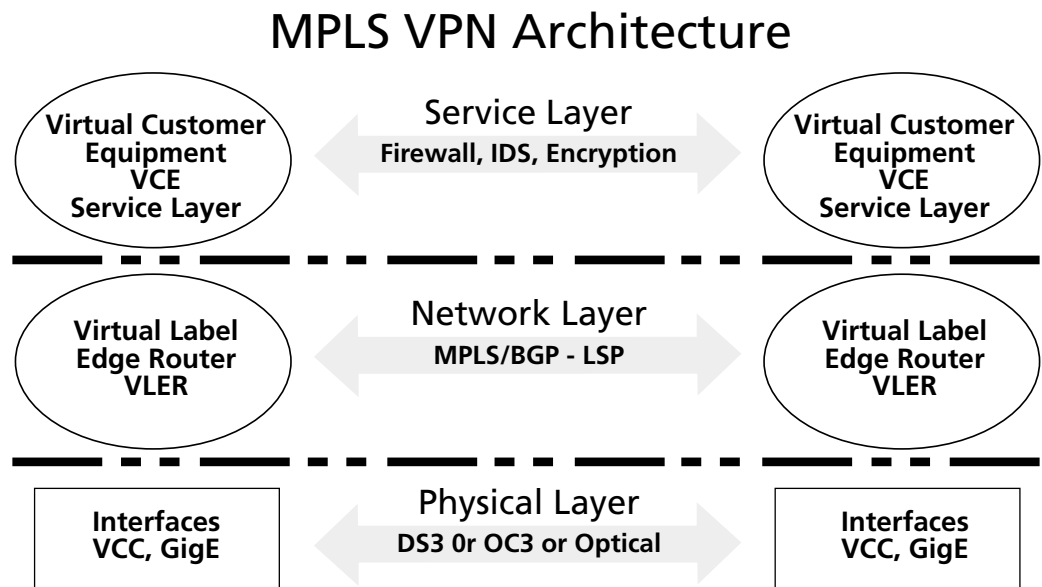 MPLS VPN Architecture
Virtual Customer
Equipment
VCE
Service Layer
Service Layer
Firewall, IDS, Encryption
Virtual Customer
Equipment
VCE
Service Layer
Virtual Label
Edge Router
VLER
Network Layer
MPLS/BGP - LSP
Virtual Label
Edge Router
VLER
Interfaces
VCC, GigE
Physical Layer
DS3 0r OC3 or Optical
Interfaces
VCC, GigE